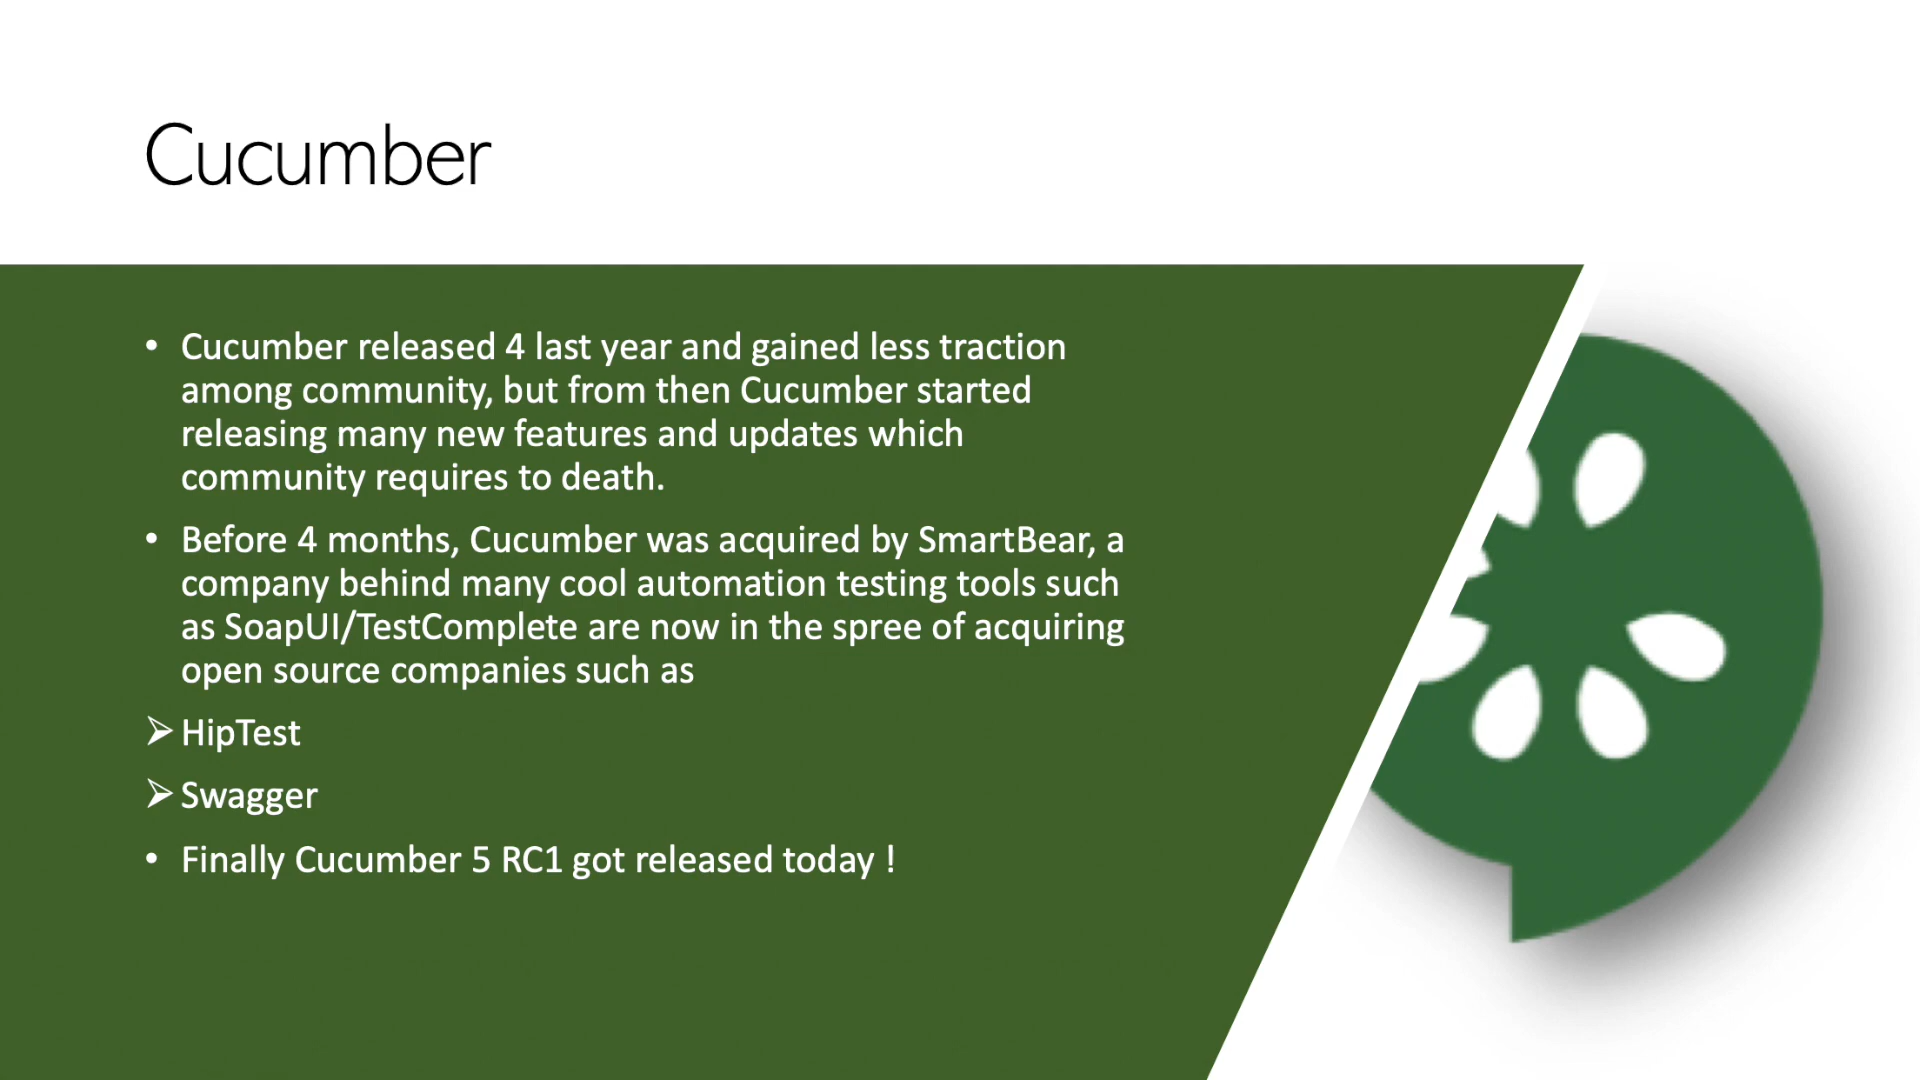 Cucumber
• Cucumber released 4 last year and gained less traction
among community, but from then Cucumber started
releasing many new features and updates which
community requires to death.
• Before 4 months, Cucumber was acquired by SmartBear, a
company behind many cool automation testing tools such
as SoapUI/TestComplete are now in the spree of acquiring
open source companies such as
➢ HipTest
➢ Swagger
• Finally Cucumber 5 RC1 got released today !